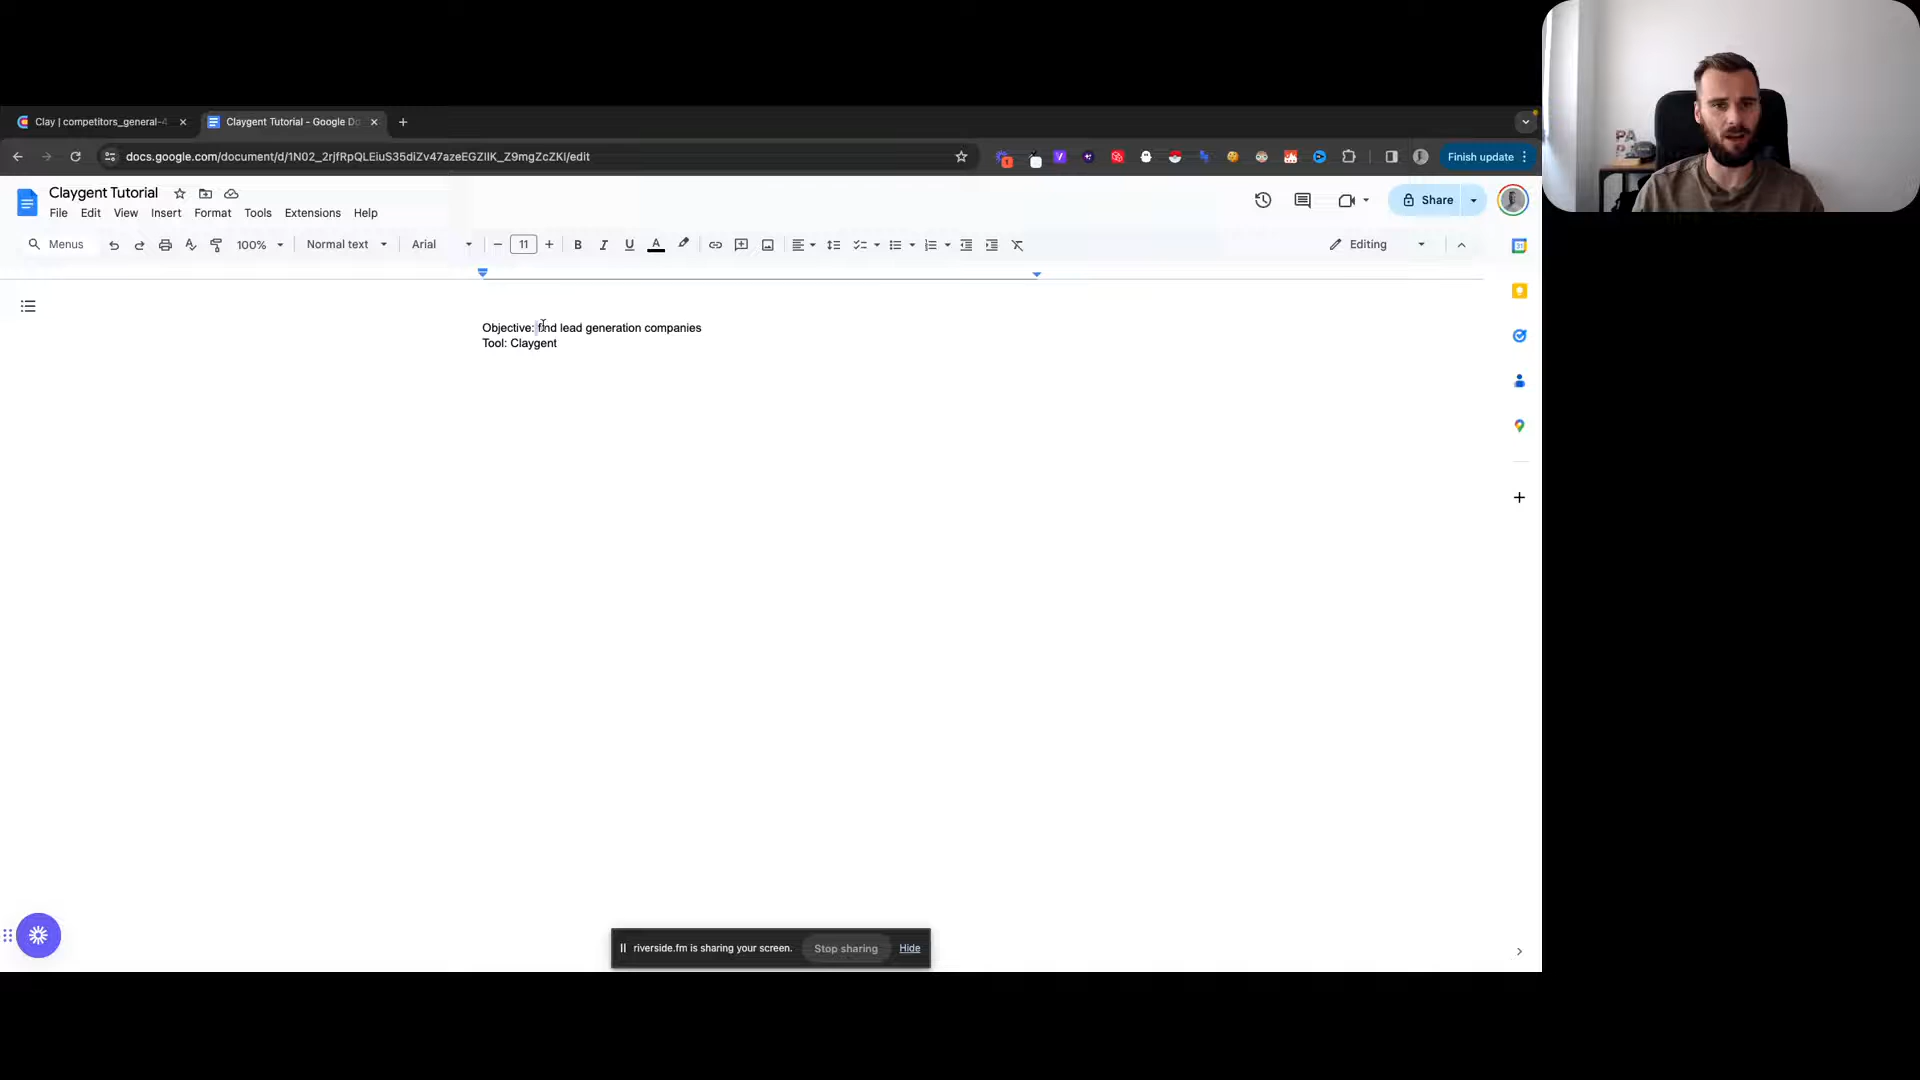 Clay | competitors_general-4
Claygent Tutorial - Google Do
docs.google.com/document/d/1N02_2rjfRpQLEiuS35diZv47azeEGZIIK_Z9mgZcZKI/edit
Finish update
Claygent Tutorial
File Edit View Insert Format Tools Extensions Help
Share
Menus
100%
Normal text
Arial
11
Editing
Objective: find lead generation companies
Tool: Claygent
riverside.fm is sharing your screen.
Stop sharing
Hide